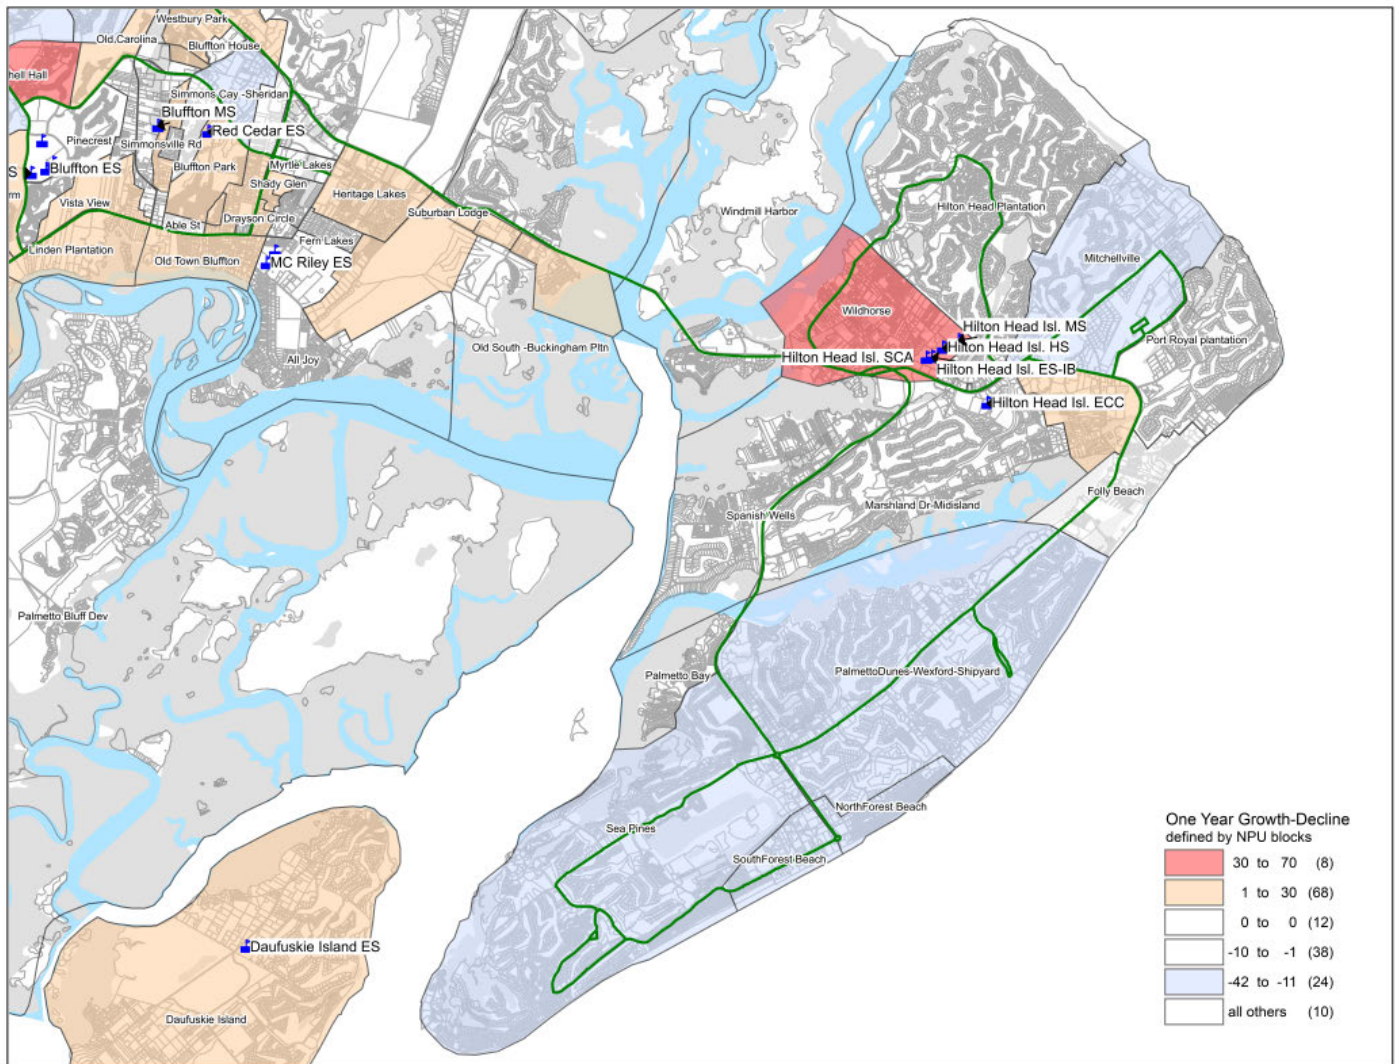 Westbury Park
Old Carolina
Bluffton House
hell Hall
Simmons Cay -Sheridan
Bluffton MS
Red Cedar ES
Pinecrest
Simmonsville Rd
Bluffton ES
S
Bluffton Park
Myrtle Lakes
Shady Glen
rm
Vista View
Heritage Lakes
Able St
Drayson Circle
Suburban Lodge
Linden Plantation
Old Town Bluffton
Fern Lakes
MC Riley ES
Windmill Harbor
Hilton Head Plantation
Mitchellville
Wildhorse
Hilton Head Isl. MS
Hilton Head Isl. HS
Port Royal plantation
Hilton Head Isl. SCA
Hilton Head Isl. ES-IB
Hilton Head Isl. ECC
All Joy
Old South -Buckingham Pltn
Folly Beach
Marshland Dr-Midisland
Spanish Wells
Palmetto Bluff Dev
Palmetto Bay
PalmettoDunes-Wexford-Shipyard
NorthForest Beach
Sea Pines
SouthForest-Beach
Daufuskie Island ES
Daufuskie Island
One Year Growth-Decline
defined by NPU blocks
30 to 70 (8)
1 to 30 (68)
0 to 0 (12)
-10 to -1 (38)
-42 to -11 (24)
all others (10)